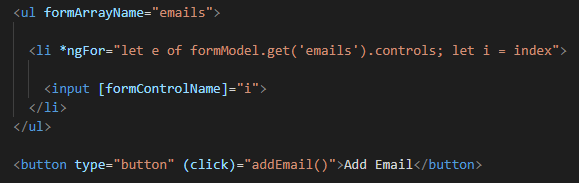 <ul formArrayName="emails">
<li *ngFor="let e of formModel.get('emails').controls; let i = index">
<input [formControlName]="i">
</li>
</ul>
<button type="button" (click)="addEmail()">Add Email</button>